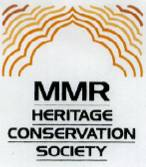 MMR
HERITAGE
CONSERVATION
SOCIETY